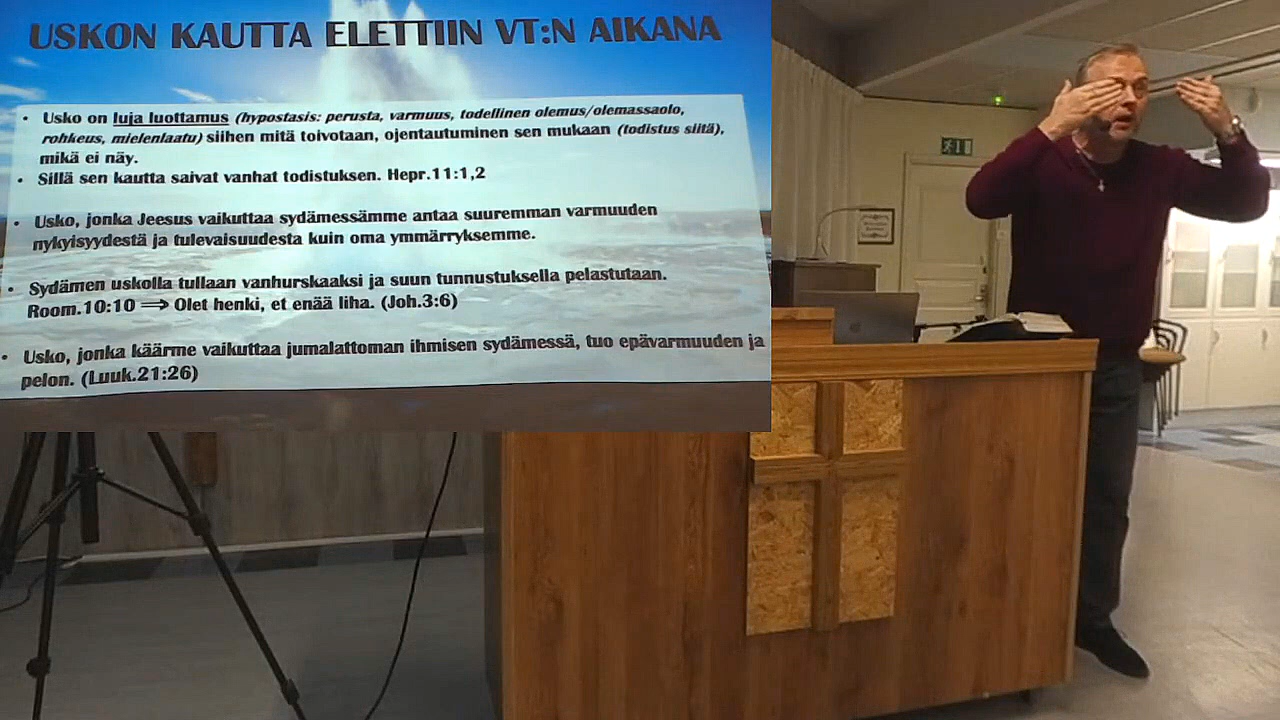 USKON KAUTTA ELETTIIN VT:N AIKANA
• Usko on luja luottamus (hypostasis: perusta, varmuus, todellinen olemus/olemassaolo,
rohkeus, mielenlaatu) siihen mitä toivotaan, ojentautuminen sen mukaan (todistus siitä),
mikä ei näy.
• Sillä sen kautta saivat vanhat todistuksen. Hepr.11:1,2
• Usko, jonka Jeesus vaikuttaa sydämessämme antaa suuremman varmuuden
nykyisyydestä ja tulevaisuudesta kuin oma ymmärryksemme.
• Sydämen uskolla tullaan vanhurskaaksi ja suun tunnustuksella pelastutaan.
Room.10:10 ⟹ Olet henki, et enää liha. (Joh.3:6)
• Usko, jonka käärme vaikuttaa jumalattoman ihmisen sydämessä, tuo epävarmuuden ja
pelon. (Luuk.21:26)